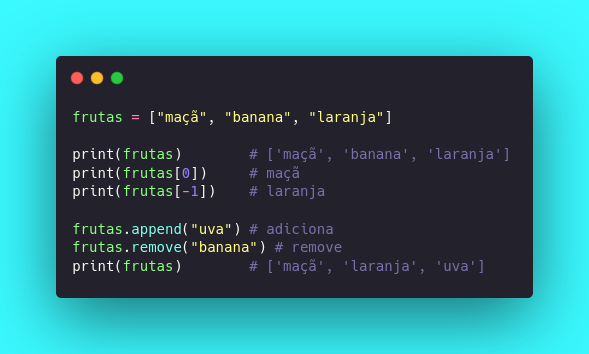 frutas = ["maçã", "banana", "laranja"]
print(frutas)        # ['maçã', 'banana', 'laranja']
print(frutas[0])     # maçã
print(frutas[-1])    # laranja
frutas.append("uva") # adiciona
frutas.remove("banana") # remove
print(frutas)        # ['maçã', 'laranja', 'uva']